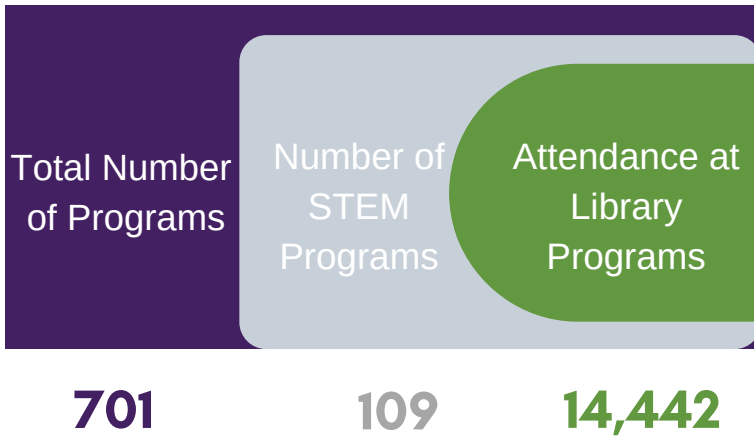 Total Number
of Programs
Number of
STEM
Programs
Attendance at
Library
Programs
701
109
14,442